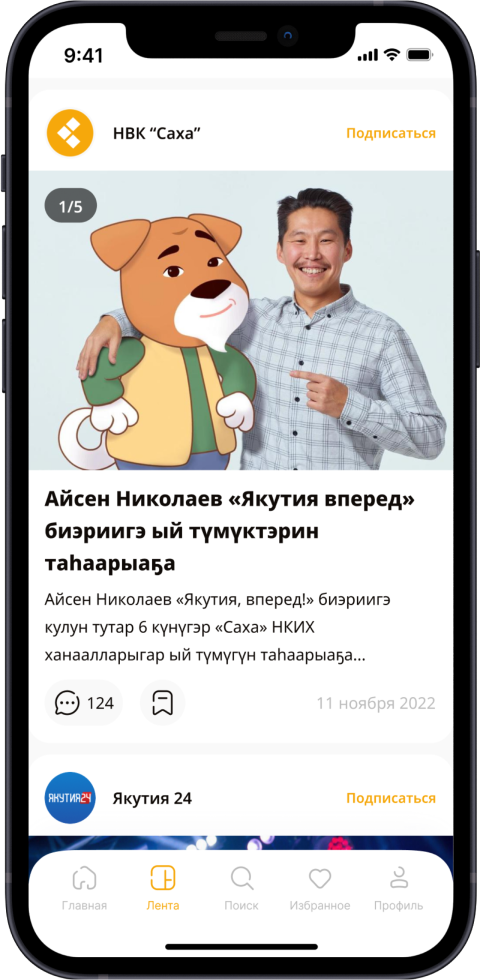 9:41
НВК “Саха”
Подписаться
1/5
Айсен Николаев «Якутия вперед»
биэриигэ ый түмүктэрин
таһаарыаҕа
Айсен Николаев «Якутия, вперед!» биэриигэ
кулун тутар 6 күнүгэр «Саха» НКИХ
ханаалларыгар ый түмүгүн таһаарыаҕа...
124
11 ноября 2022
ЯКУТИЯ24
Якутия 24
Подписаться
Главная
Лента
Поиск
Избранное
Профиль